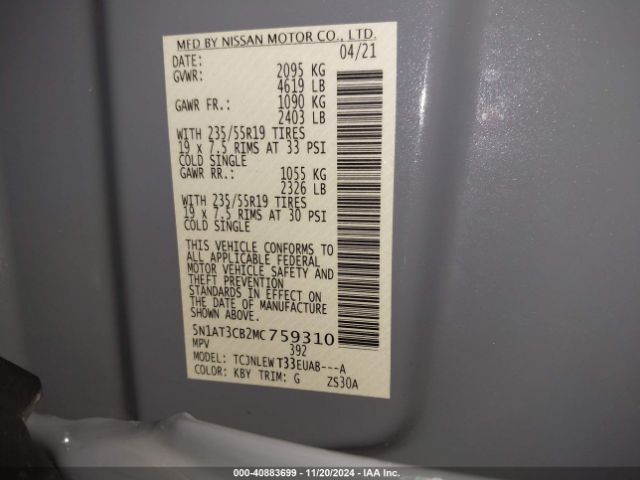 MFD BY NISSAN MOTOR CO., LTD.
DATE: 04/21
GVWR: 2095 KG
4619 LB
GAWR FR.: 1090 KG
2403 LB
WITH 235/55R19 TIRES
19 x 7.5 RIMS AT 33 PSI
COLD SINGLE
GAWR RR.: 1055 KG
2326 LB
WITH 235/55R19 TIRES
19 x 7.5 RIMS AT 30 PSI
COLD SINGLE
THIS VEHICLE CONFORMS TO
ALL APPLICABLE FEDERAL
MOTOR VEHICLE SAFETY AND
THEFT PREVENTION
STANDARDS IN EFFECT ON
THE DATE OF MANUFACTURE
SHOWN ABOVE.
5N1AT3CB2MC759310
MPV 392
MODEL: TCJNLEWT33EUAB---A
COLOR: KBY TRIM: G ZS30A
000-40883699 | 11/20/2024 | IAA Inc.